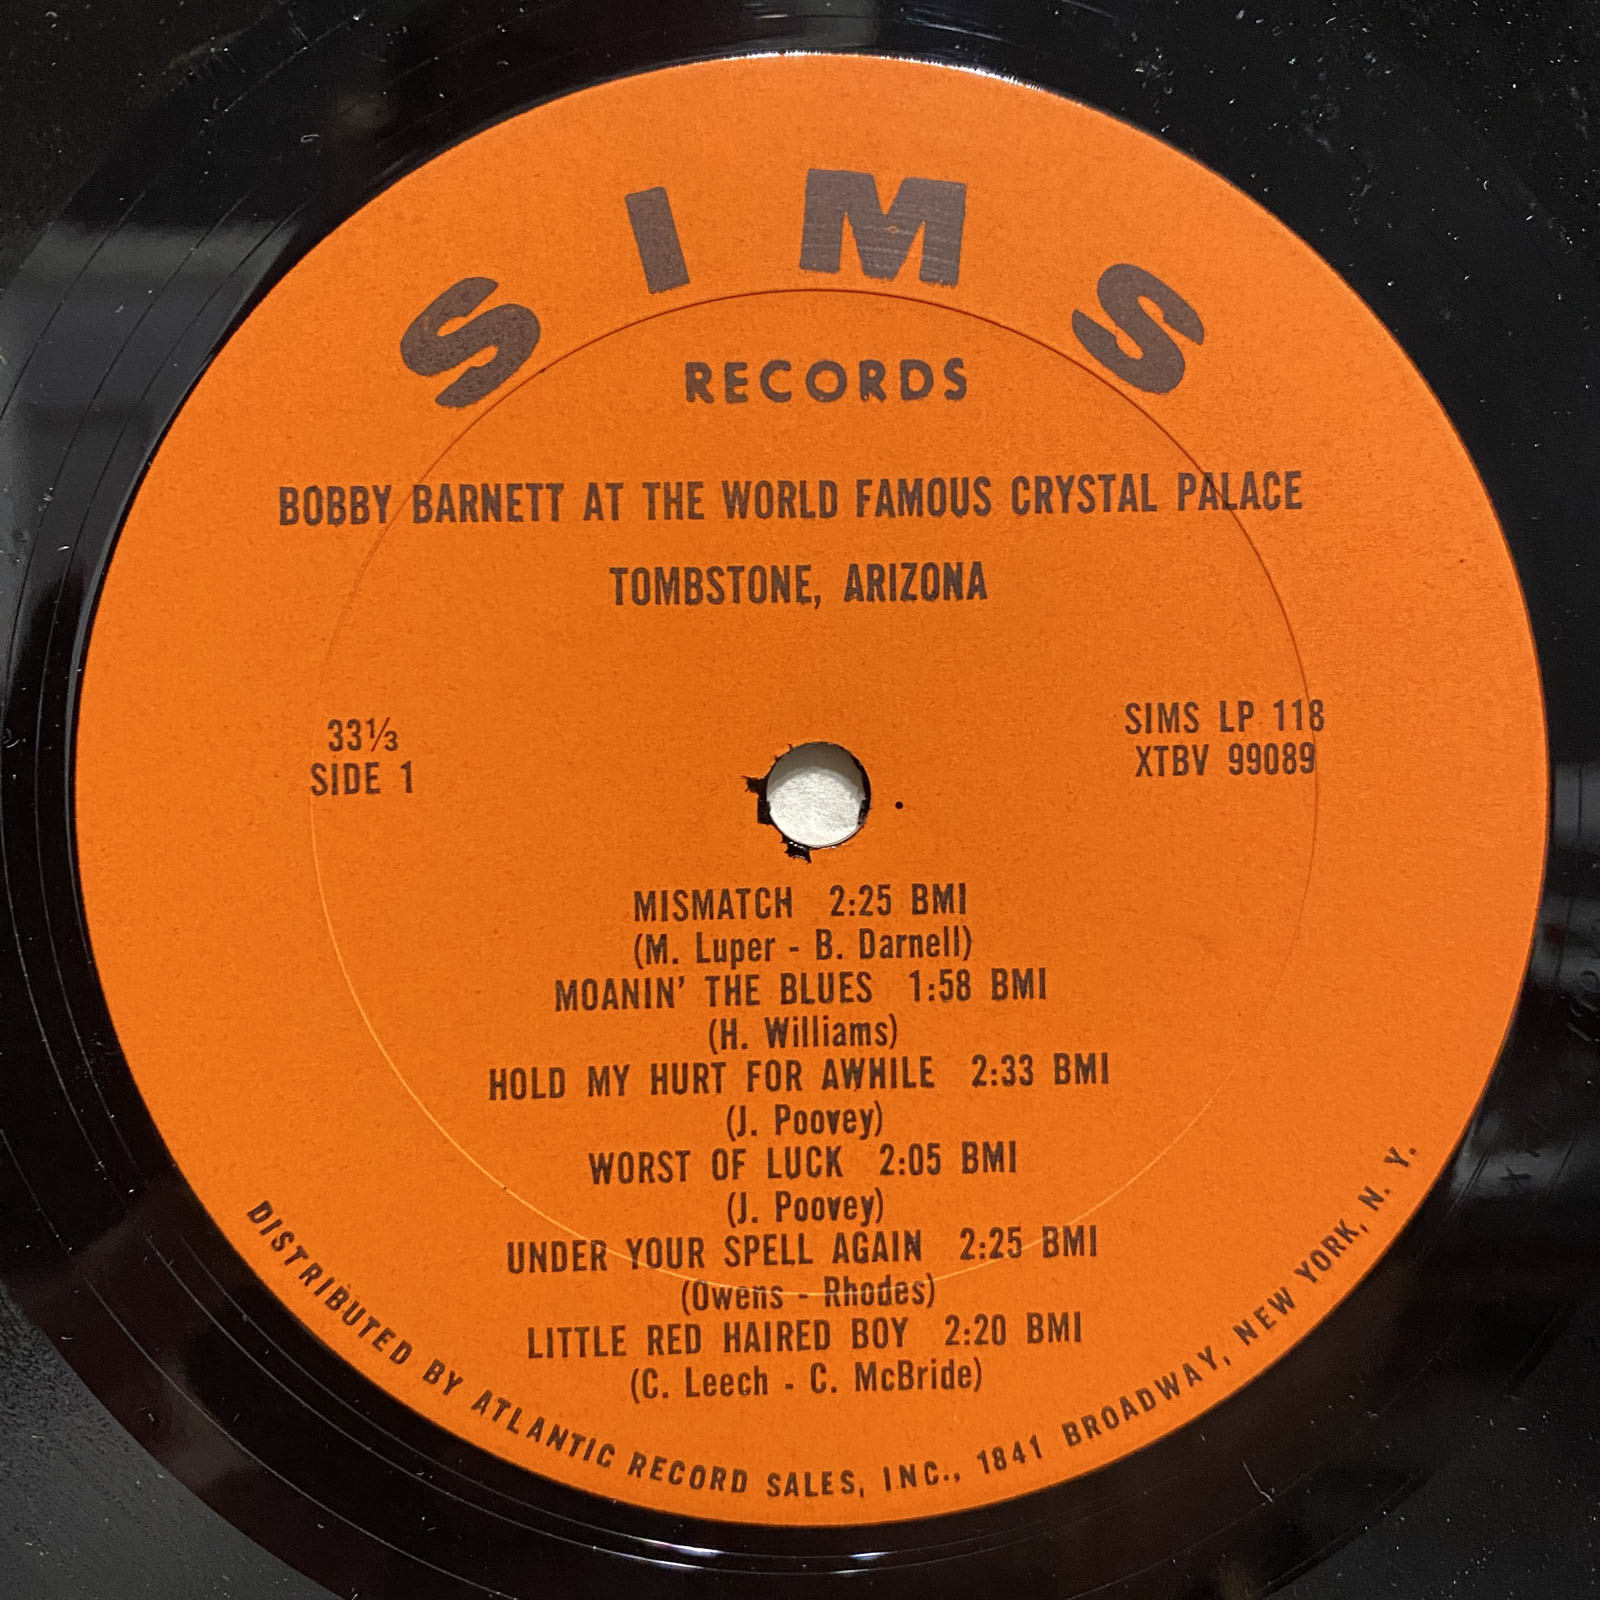 SIMS
RECORDS
BOBBY BARNETT AT THE WORLD FAMOUS CRYSTAL PALACE
TOMBSTONE, ARIZONA
33⅓
SIDE 1
SIMS LP 118
XTBV 99089
MISMATCH 2:25 BMI
(M. Luper - B. Darnell)
MOANIN' THE BLUES 1:58 BMI
(H. Williams)
HOLD MY HURT FOR AWHILE 2:33 BMI
(J. Poovey)
WORST OF LUCK 2:05 BMI
(J. Poovey)
UNDER YOUR SPELL AGAIN 2:25 BMI
(Owens - Rhodes)
LITTLE RED HAIRED BOY 2:20 BMI
(C. Leech - C. McBride)
DISTRIBUTED BY ATLANTIC RECORD SALES, INC., 1841 BROADWAY, NEW YORK, N. Y.